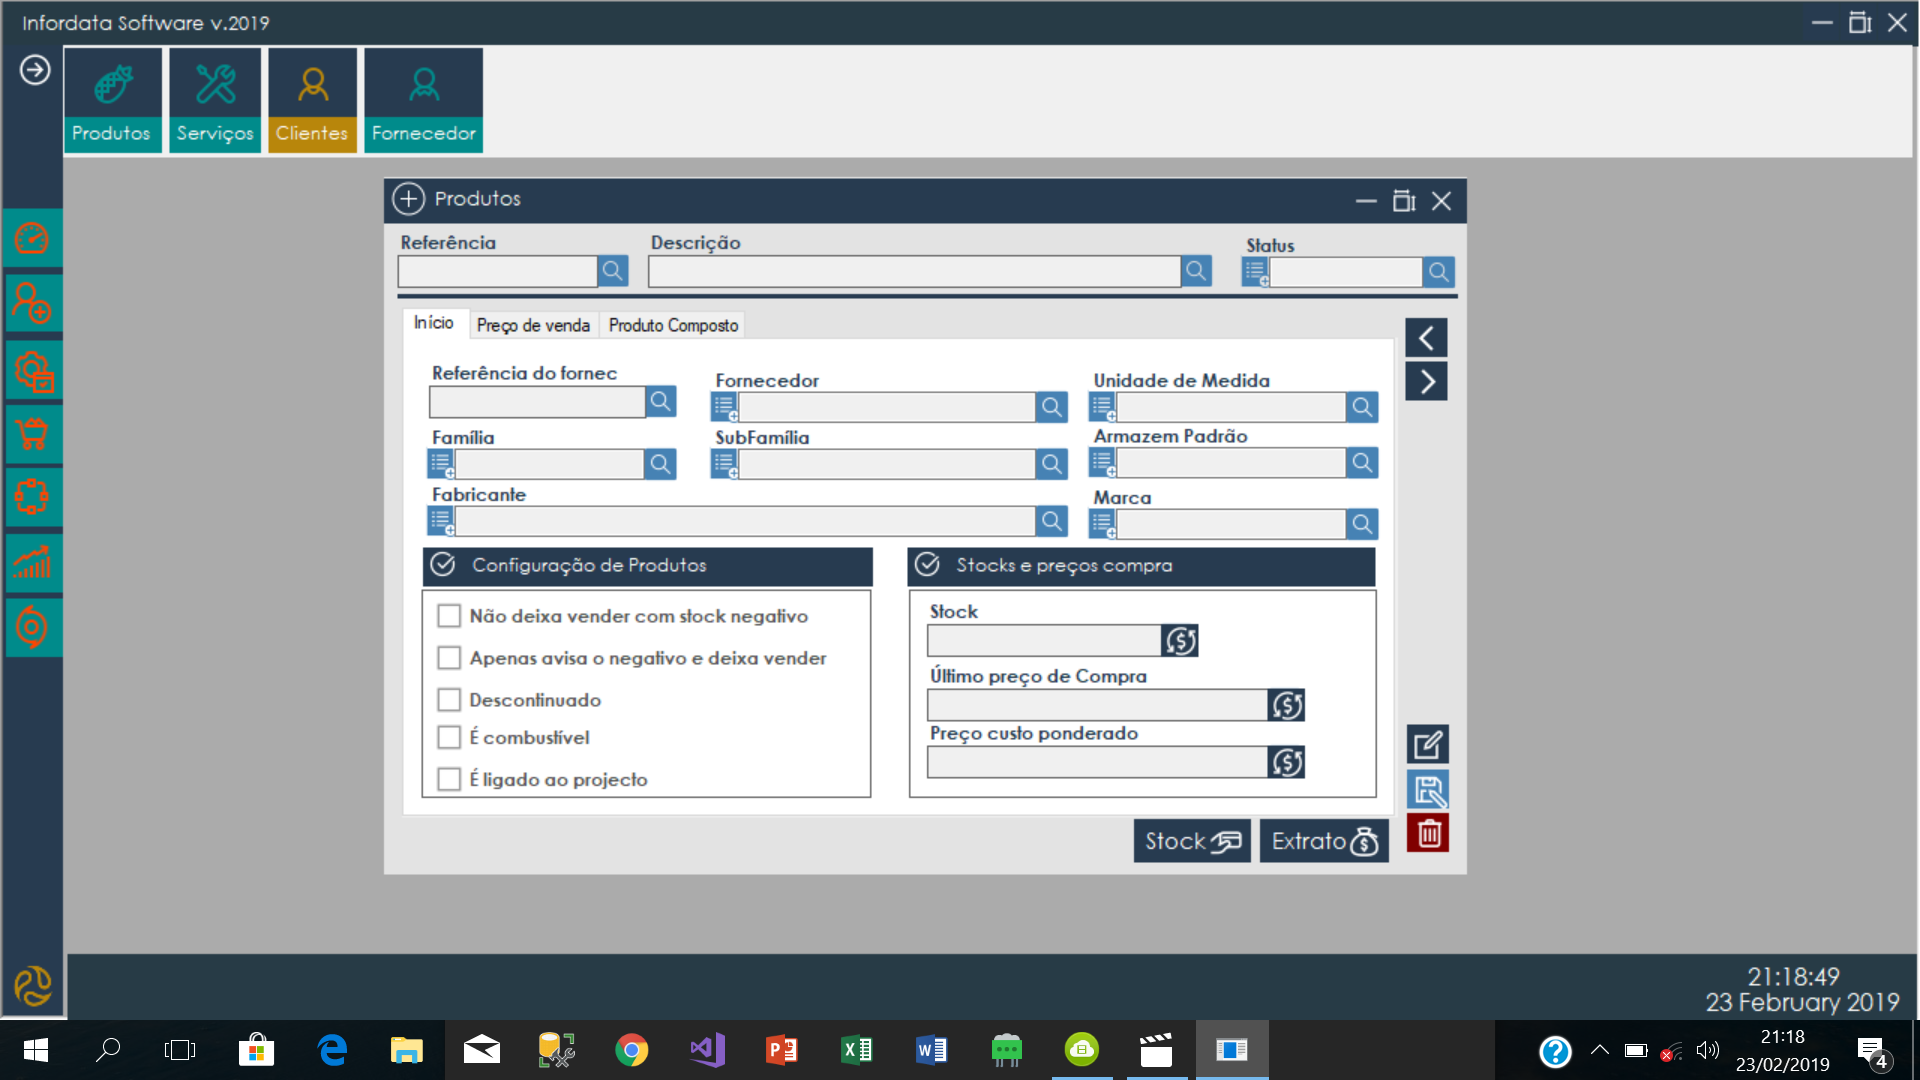 Infordata Software v.2019
Produtos
Serviços
Clientes
Fornecedor
Produtos
Referência
Descrição
Status
Início
Preço de venda
Produto Composto
Referência do fornec
Fornecedor
Unidade de Medida
Família
SubFamília
Armazem Padrão
Fabricante
Marca
Configuração de Produtos
Não deixa vender com stock negativo
Apenas avisa o negativo e deixa vender
Descontinuado
É combustível
É ligado ao projecto
Stocks e preços compra
Stock
Último preço de Compra
Preço custo ponderado
Stock
Extrato
21:18:49
23 February 2019
21:18
23/02/2019
4